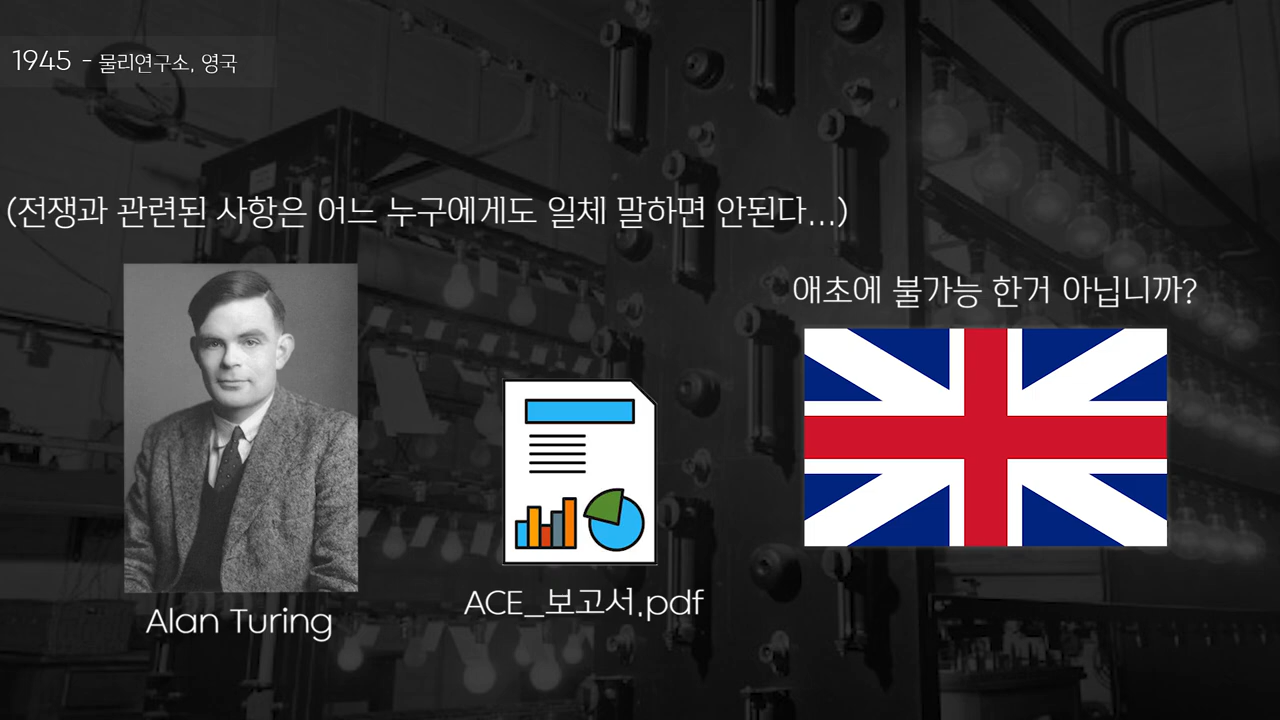 1945 - 물리연구소, 영국
(전쟁과 관련된 사항은 어느 누구에게도 일체 말하면 안된다...)
애초에 불가능 한거 아닙니까?
ACE_보고서.pdf
Alan Turing